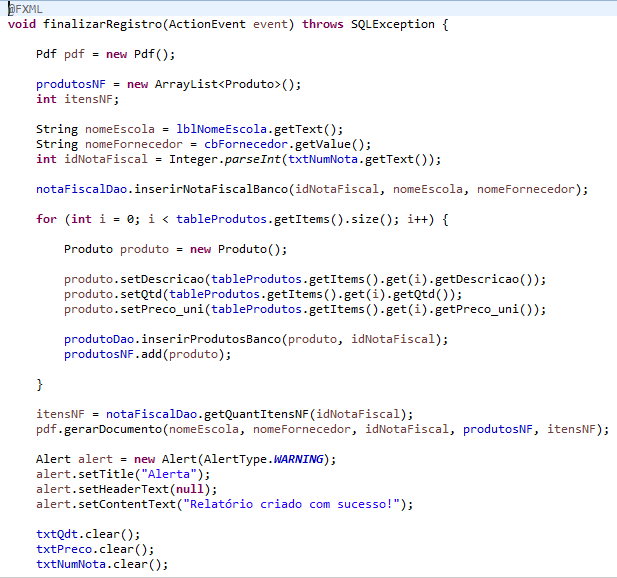 @FXML
void finalizarRegistro(ActionEvent event) throws SQLException {
Pdf pdf = new Pdf();
produtosNF = new ArrayList<Produto>();
int itensNF;
String nomeEscola = lblNomeEscola.getText();
String nomeFornecedor = cbFornecedor.getValue();
int idNotaFiscal = Integer.parseInt(txtNumNota.getText());
notaFiscalDao.inserirNotaFiscalBanco(idNotaFiscal, nomeEscola, nomeFornecedor);
for (int i = 0; i < tableProdutos.getItems().size(); i++) {
Produto produto = new Produto();
produto.setDescricao(tableProdutos.getItems().get(i).getDescricao());
produto.setQtd(tableProdutos.getItems().get(i).getQtd());
produto.setPreco_uni(tableProdutos.getItems().get(i).getPreco_uni());
produtoDao.inserirProdutosBanco(produto, idNotaFiscal);
produtosNF.add(produto);
}
itensNF = notaFiscalDao.getQuantItensNF(idNotaFiscal);
pdf.gerarDocumento(nomeEscola, nomeFornecedor, idNotaFiscal, produtosNF, itensNF);
Alert alert = new Alert(AlertType.WARNING);
alert.setTitle("Alerta");
alert.setHeaderText(null);
alert.setContentText("Relatório criado com sucesso!");
txtQdt.clear();
txtPreco.clear();
txtNumNota.clear();